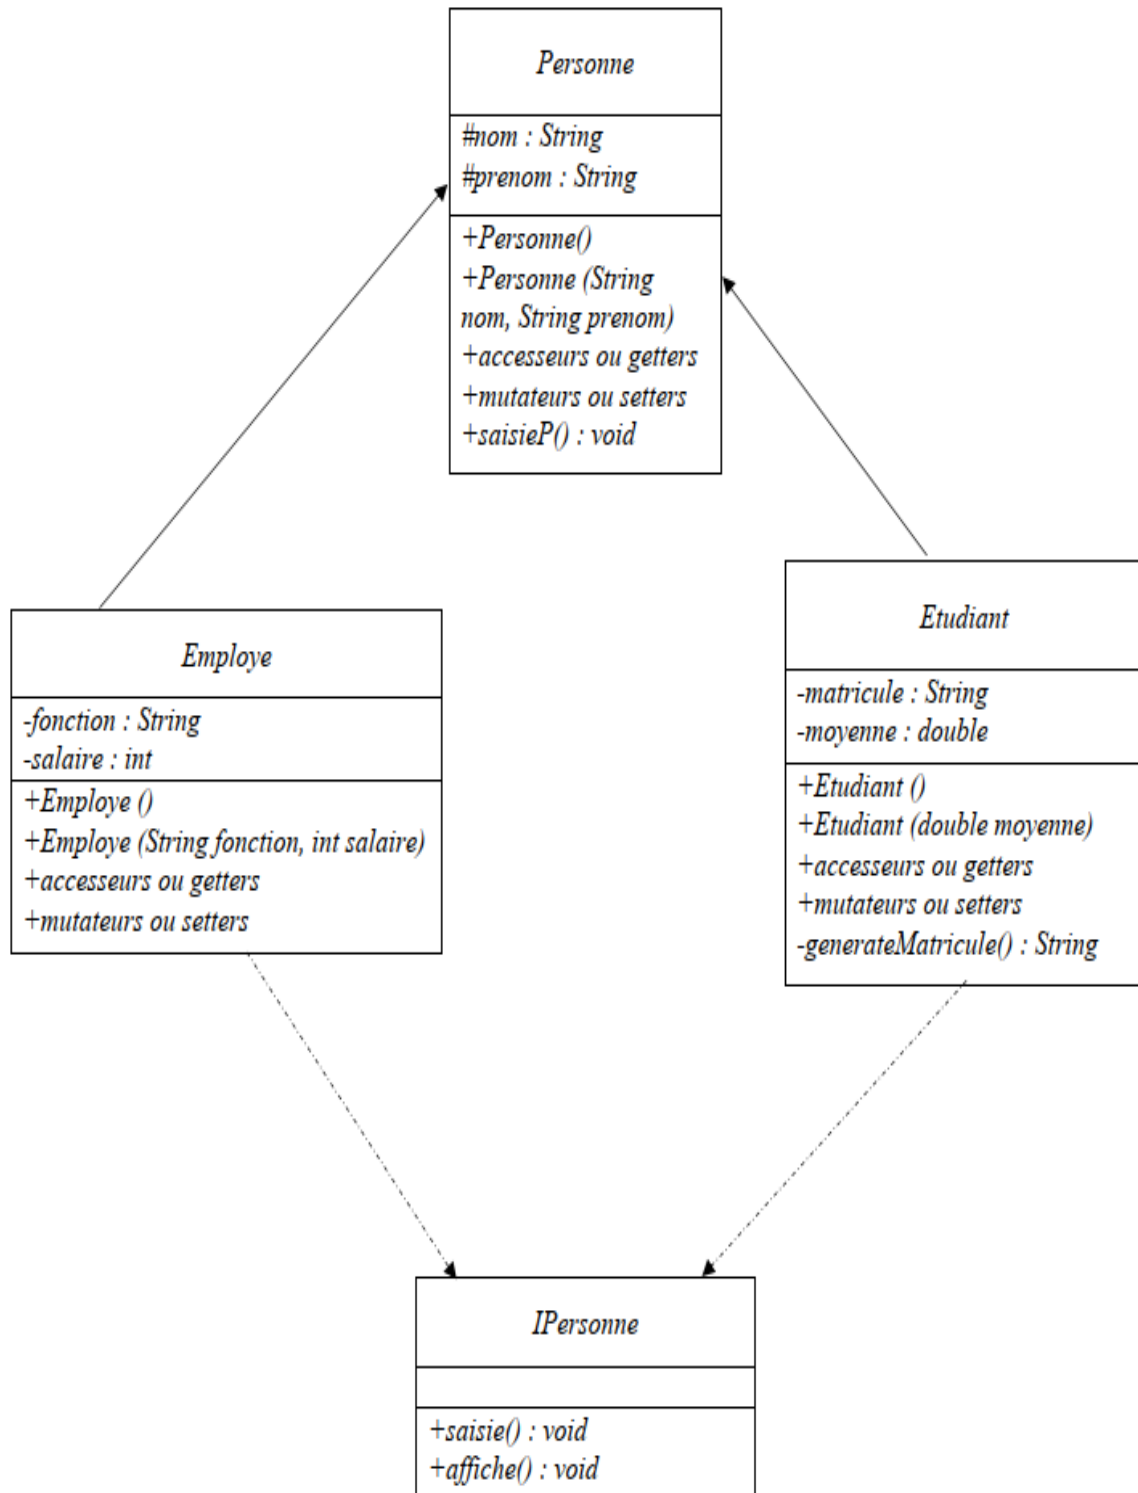 Personne
#nom : String
#prenom : String
+Personne()
+Personne (String
nom, String prenom)
+accesseurs ou getters
+mutateurs ou setters
+saisieP() : void
Employe
-fonction : String
-salaire : int
+Employe ()
+Employe (String fonction, int salaire)
+accesseurs ou getters
+mutateurs ou setters
Etudiant
-matricule : String
-moyenne : double
+Etudiant ()
+Etudiant (double moyenne)
+accesseurs ou getters
+mutateurs ou setters
-generateMatricule() : String
IPersonne
+saisie() : void
+affiche() : void